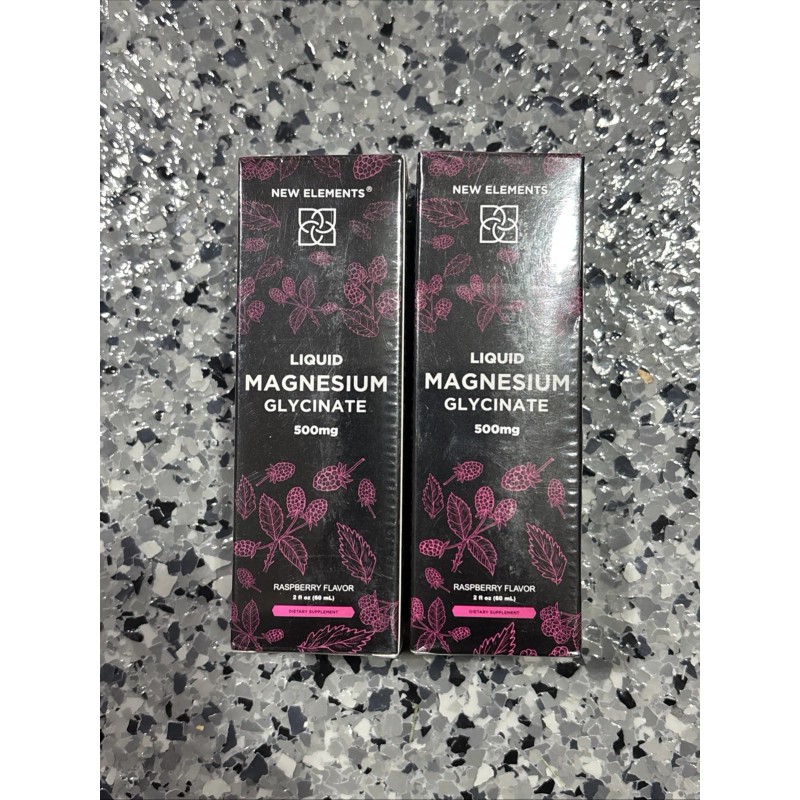 NEW ELEMENTS®
LIQUID
MAGNESIUM
GLYCINATE
500mg
RASPBERRY FLAVOR
2 fl oz (60 mL)
DIETARY SUPPLEMENT
NEW ELEMENTS
LIQUID
MAGNESIUM
GLYCINATE
500mg
RASPBERRY FLAVOR
2 fl oz (60 mL)
DIETARY SUPPLEMENT